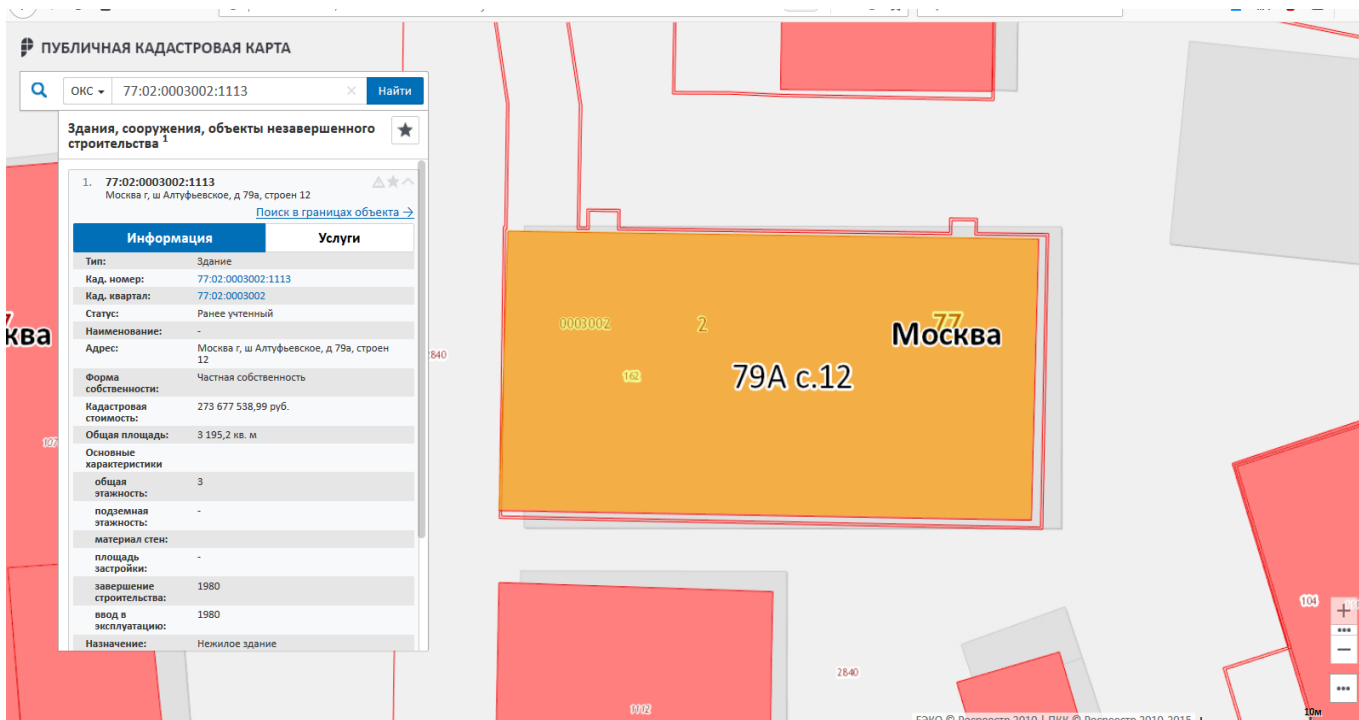 ПУБЛИЧНАЯ КАДАСТРОВАЯ КАРТА
ОКС 77:02:0003002:1113 × Найти
Здания, сооружения, объекты незавершенного
строительства 1
1. 77:02:0003002:1113
Москва г, ш Алтуфьевское, д 79а, строен 12
Поиск в границах объекта →
Информация Услуги
Тип: Здание
Кад. номер: 77:02:0003002:1113
Кад. квартал: 77:02:0003002
Статус: Ранее учтенный
Наименование: -
Адрес: Москва г, ш Алтуфьевское, д 79а, строен
12
Форма
собственности: Частная собственность
Кадастровая
стоимость: 273 677 538,99 руб.
Общая площадь: 3 195,2 кв. м
Основные
характеристики
общая
этажность: 3
подземная
этажность: -
материал стен:
площадь
застройки: -
завершение
строительства: 1980
ввод в
эксплуатацию: 1980
Назначение: Нежилое здание
ква
107
2840
0003002
2
77
Москва
162
79А с.12
104
2840
1112
10м